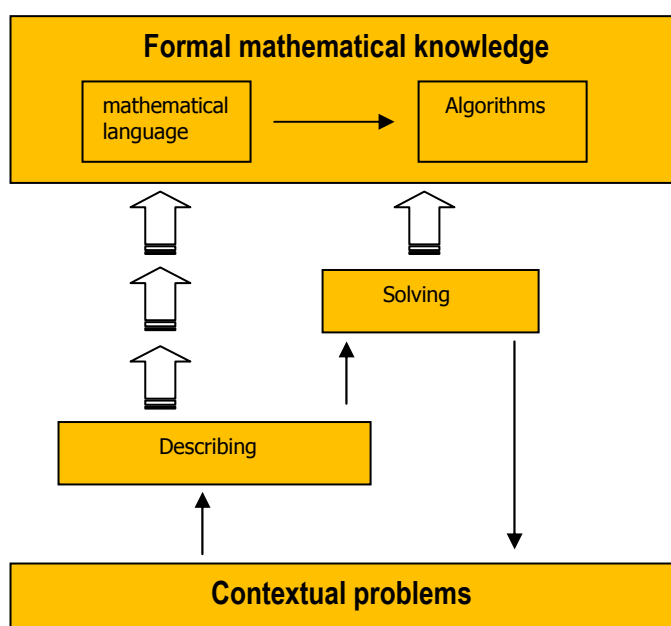 Formal mathematical knowledge
mathematical
language
Algorithms
Solving
Describing
Contextual problems